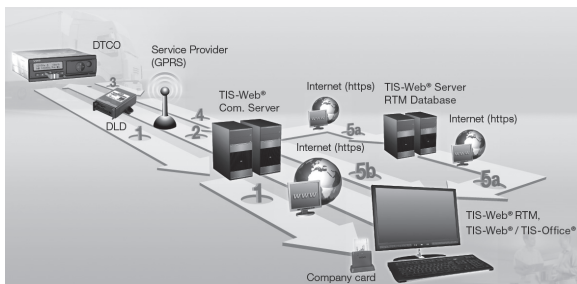 DTCO
Service Provider
(GPRS)
3
DLD
1
4
2
TIS-Web®
Com. Server
Internet (https)
5a
TIS-Web® Server
RTM Database
Internet (https)
5a
Internet (https)
WWW
1
5b
TIS-Web® RTM,
TIS-Web® / TIS-Office®
Company card